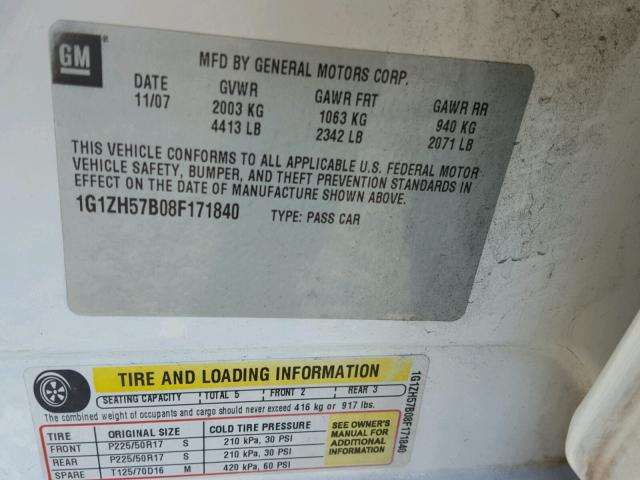 GM ®
MFD BY GENERAL MOTORS CORP.
DATE GVWR GAWR FRT GAWR RR
11/07 2003 KG 1063 KG 940 KG
4413 LB 2342 LB 2071 LB
THIS VEHICLE CONFORMS TO ALL APPLICABLE U.S. FEDERAL MOTOR
VEHICLE SAFETY, BUMPER, AND THEFT PREVENTION STANDARDS IN
EFFECT ON THE DATE OF MANUFACTURE SHOWN ABOVE.
1G1ZH57B08F171840 TYPE: PASS CAR
TIRE AND LOADING INFORMATION
SEATING CAPACITY TOTAL 5 FRONT 2 REAR 3
The combined weight of occupants and cargo should never exceed 416 kg or 917 lbs.
TIRE ORIGINAL SIZE COLD TIRE PRESSURE
FRONT P225/50R17 S 210 kPa, 30 PSI
REAR P225/50R17 S 210 kPa, 30 PSI
SPARE T125/70D16 M 420 kPa, 60 PSI
SEE OWNER'S
MANUAL FOR
ADDITIONAL
INFORMATION
1G1ZH57B08F171840